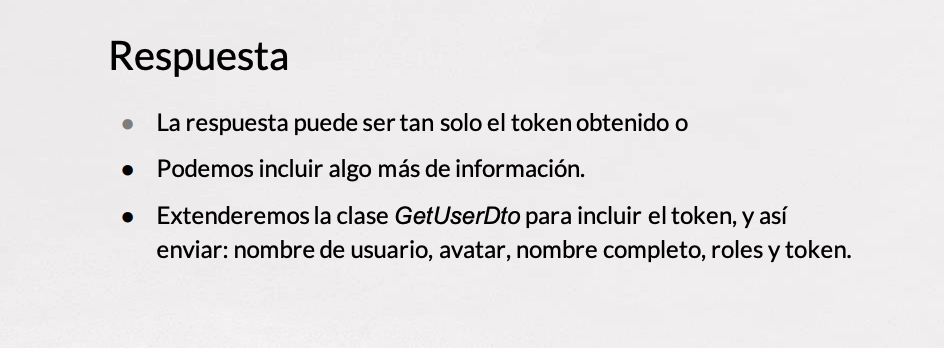 Respuesta
● La respuesta puede ser tan solo el token obtenido o
● Podemos incluir algo más de información.
● Extenderemos la clase GetUserDto para incluir el token, y así
enviar: nombre de usuario, avatar, nombre completo, roles y token.